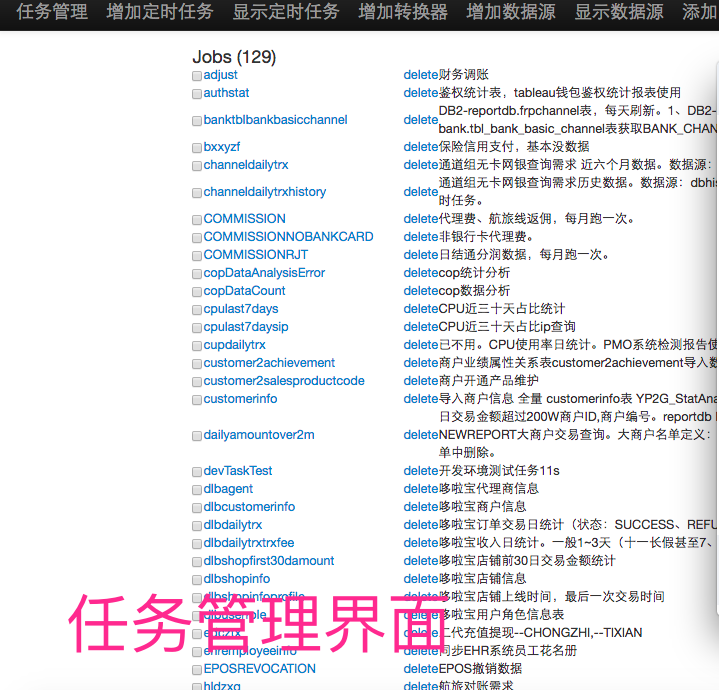 任务管理 增加定时任务 显示定时任务 增加转换器 增加数据源 显示数据源 添加
Jobs (129)
adjust delete财务调账
authstat delete鉴权统计表，tableau钱包鉴权统计报表使用
DB2-reportdb.frpchannel表，每天刷新。1、DB2-
banktblbankbasicchannel delete
bank.tbl_bank_basic_channel表获取BANK_CHAN
bxxyzf delete保险信用支付，基本没数据
channeldailytrx delete通道组无卡网银查询需求 近六个月数据。数据源：
通道组无卡网银查询需求历史数据。数据源：dbhis
channeldailytrxhistory delete
时任务。
COMMISSION delete代理费、航旅线返佣，每月跑一次。
COMMISSIONNOBANKCARD delete非银行卡代理费。
COMMISSIONRJT delete日结通分润数据，每月跑一次。
copDataAnalysisError deletecop统计分析
copDataCount deletecop数据分析
cpulast7days deleteCPU近三十天占比统计
cpulast7daysip deleteCPU近三十天占比ip查询
cupdailytrx delete已不用。CPU使用率日统计。PMO系统检测报告使
customer2achievement delete商户业绩属性关系表customer2achievement导入数
customer2salesproductcode delete商户开通产品维护
customerinfo delete导入商户信息 全量 customerinfo表 YP2G_StatAna
日交易金额超过200W商户ID,商户编号。reportdb
dailyamountover2m deleteNEWREPORT大商户交易查询。大商户名单定义：
单中删除。
devTaskTest delete开发环境测试任务11s
dlbagent delete哆啦宝代理商信息
dlbcustomerinfo delete哆啦宝商户信息
dlbdailytrx delete哆啦宝订单交易日统计（状态：SUCCESS、REFU
dlbdailytrxtrxfee delete哆啦宝收入日统计。一般1~3天（十一长假甚至7、
dlbshopfirst30damount delete哆啦宝店铺前30日交易金额统计
dlbshopinfo delete哆啦宝店铺信息
dlbshopinfoprofile delete哆啦宝店铺上线时间，最后一次交易时间
delete哆啦宝用户角色信息表
任务管理界面
二代充值提现--CHONGZHI,--TIXIAN
ehremployeeinfo delete同步EHR系统员工花名册
EPOSREVOCATION deleteEPOS撤销数据
hldzxq delete航旅对账需求